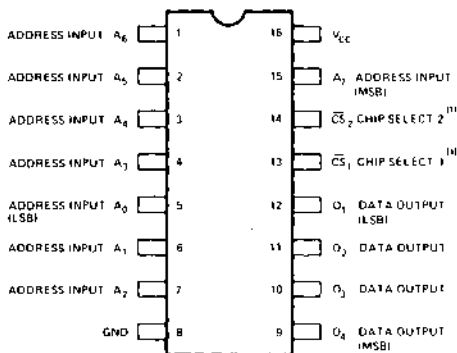 ADDRESS INPUT A6 1
ADDRESS INPUT A5 2
ADDRESS INPUT A4 3
ADDRESS INPUT A3 4
ADDRESS INPUT A0 5
(LSB)
ADDRESS INPUT A1 6
ADDRESS INPUT A2 7
GND 8
16 VCC
15 A7 ADDRESS INPUT
(MSB)
14 CS2 CHIP SELECT 2 [1]
13 CS1 CHIP SELECT 1 [1]
12 O1 DATA OUTPUT
(LSB)
11 O2 DATA OUTPUT
10 O3 DATA OUTPUT
9 O4 DATA OUTPUT
(MSB)